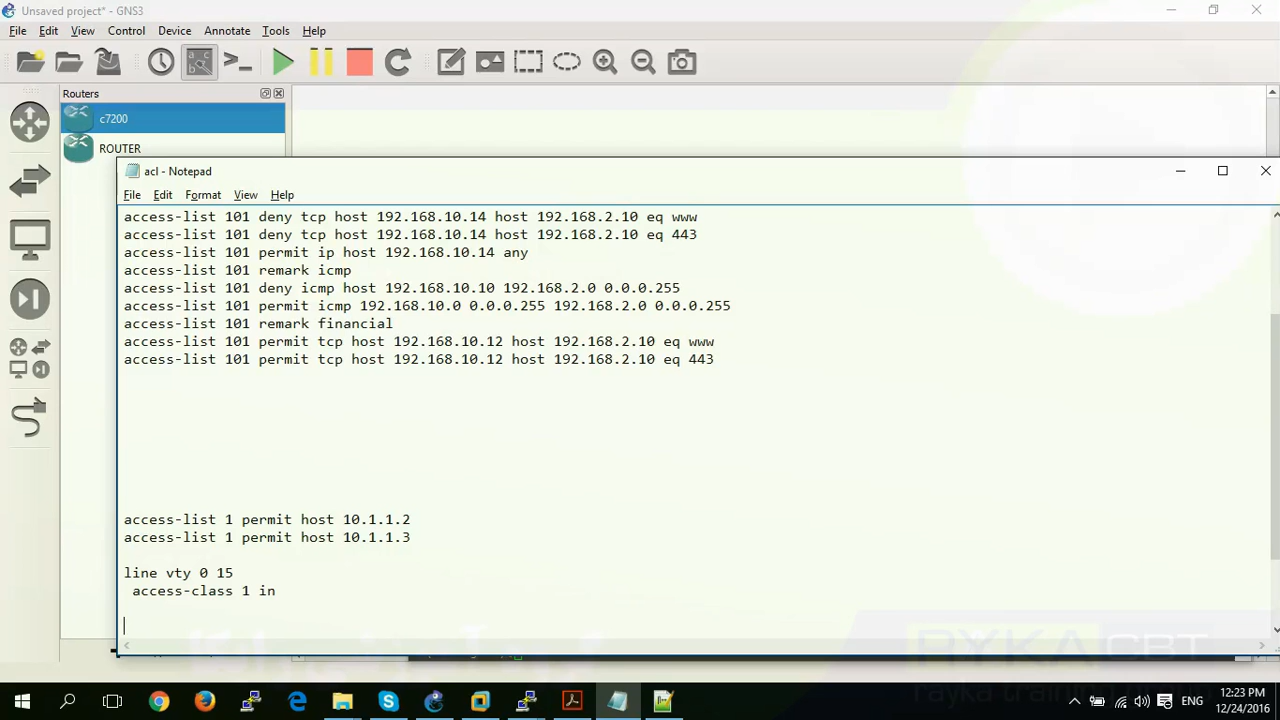 Unsaved project* - GNS3
File Edit View Control Device Annotate Tools Help
Routers
c7200
ROUTER
acl - Notepad
File Edit Format View Help
access-list 101 deny tcp host 192.168.10.14 host 192.168.2.10 eq www
access-list 101 deny tcp host 192.168.10.14 host 192.168.2.10 eq 443
access-list 101 permit ip host 192.168.10.14 any
access-list 101 remark icmp
access-list 101 deny icmp host 192.168.10.10 192.168.2.0 0.0.0.255
access-list 101 permit icmp 192.168.10.0 0.0.0.255 192.168.2.0 0.0.0.255
access-list 101 remark financial
access-list 101 permit tcp host 192.168.10.12 host 192.168.2.10 eq www
access-list 101 permit tcp host 192.168.10.12 host 192.168.2.10 eq 443
access-list 1 permit host 10.1.1.2
access-list 1 permit host 10.1.1.3
line vty 0 15
access-class 1 in
CBT
ENG
12:23 PM
12/24/2016